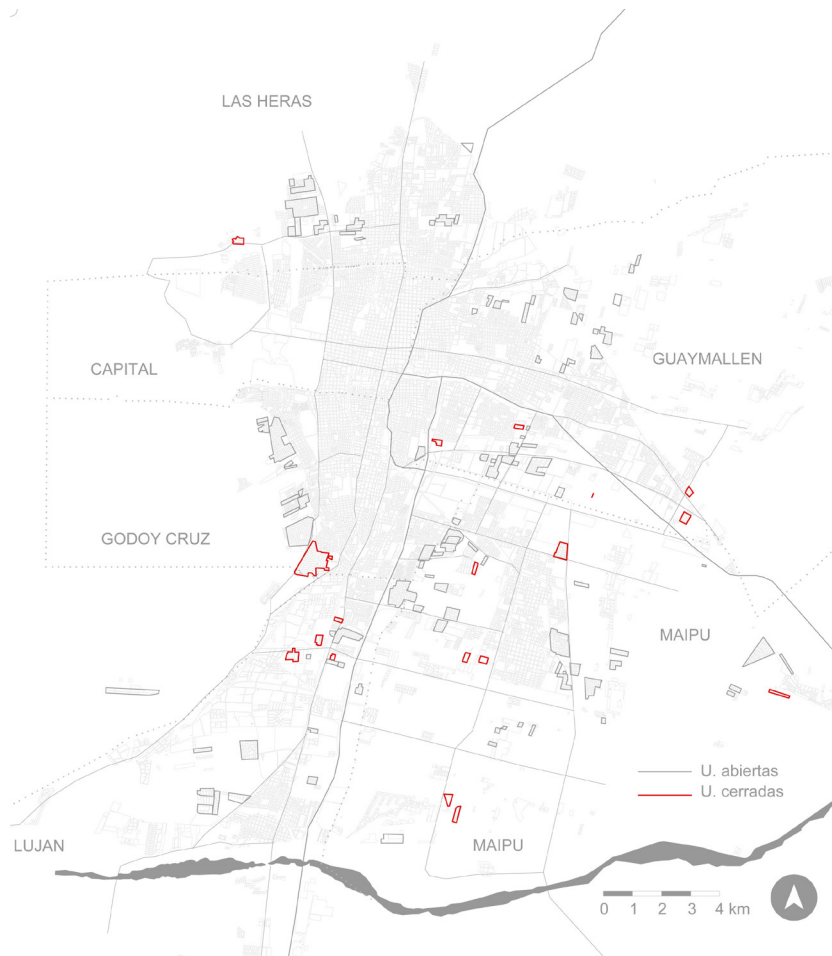 LAS HERAS
CAPITAL
GUAYMALLEN
GODOY CRUZ
MAIPU
U. abiertas
U. cerradas
LUJAN
MAIPU
0 1 2 3 4 km